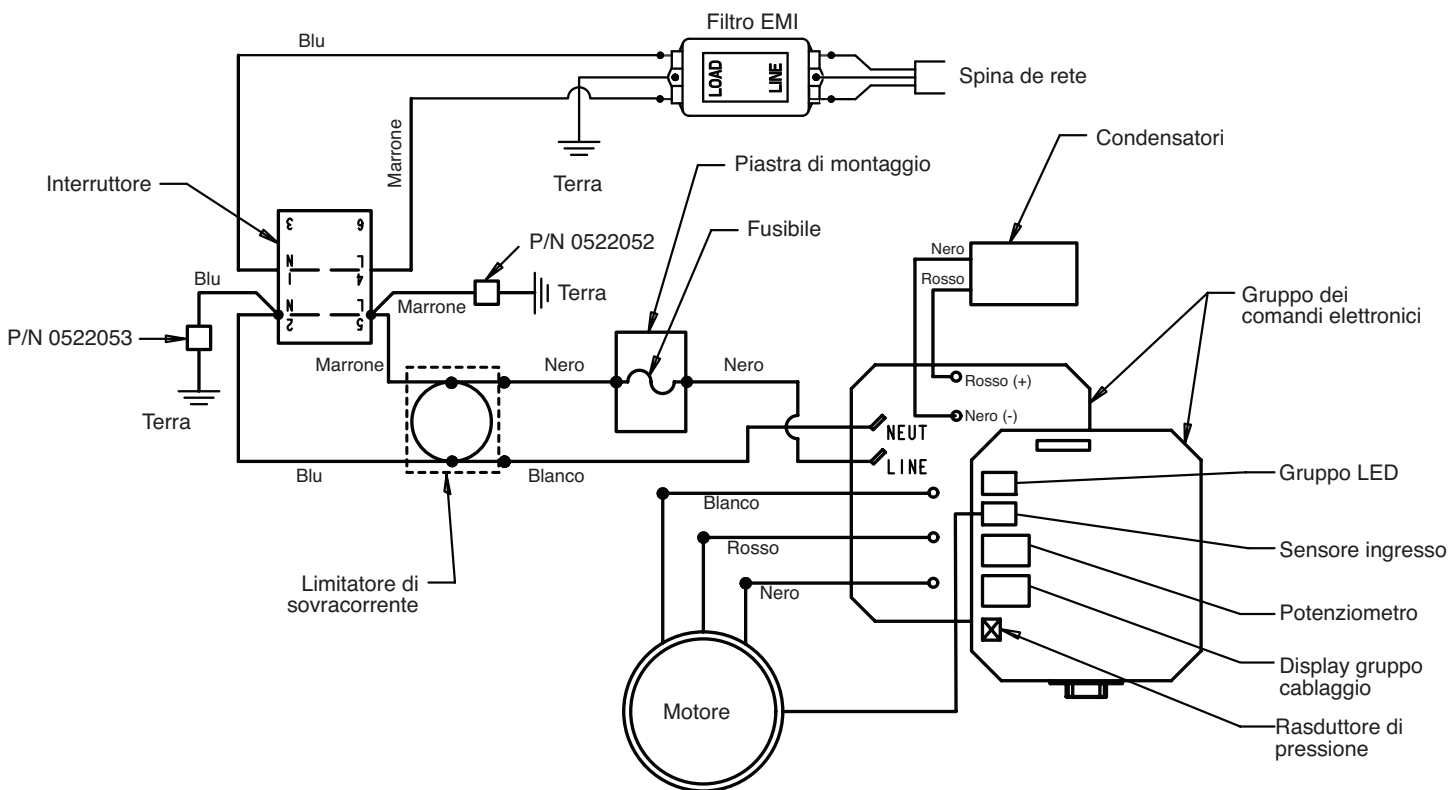 Filtro EMI
Blu
LOAD
LINE
Spina de rete
Marrone
Terra
Piastra di montaggio
Condensatori
Interruttore
3
6
P/N 0522052
Fusibile
Nero
Rosso
N
1
L
4
Blu
Marrone
Terra
Gruppo dei
comandi elettronici
N
2
L
5
P/N 0522053
Marrone
Nero
Nero
Rosso (+)
Nero (-)
Terra
NEUT
LINE
Blu
Blanco
Gruppo LED
Blanco
Rosso
Sensore ingresso
Limitatore di
sovracorrente
Nero
Potenziometro
Display gruppo
cablaggio
Motore
Rasduttore di
pressione